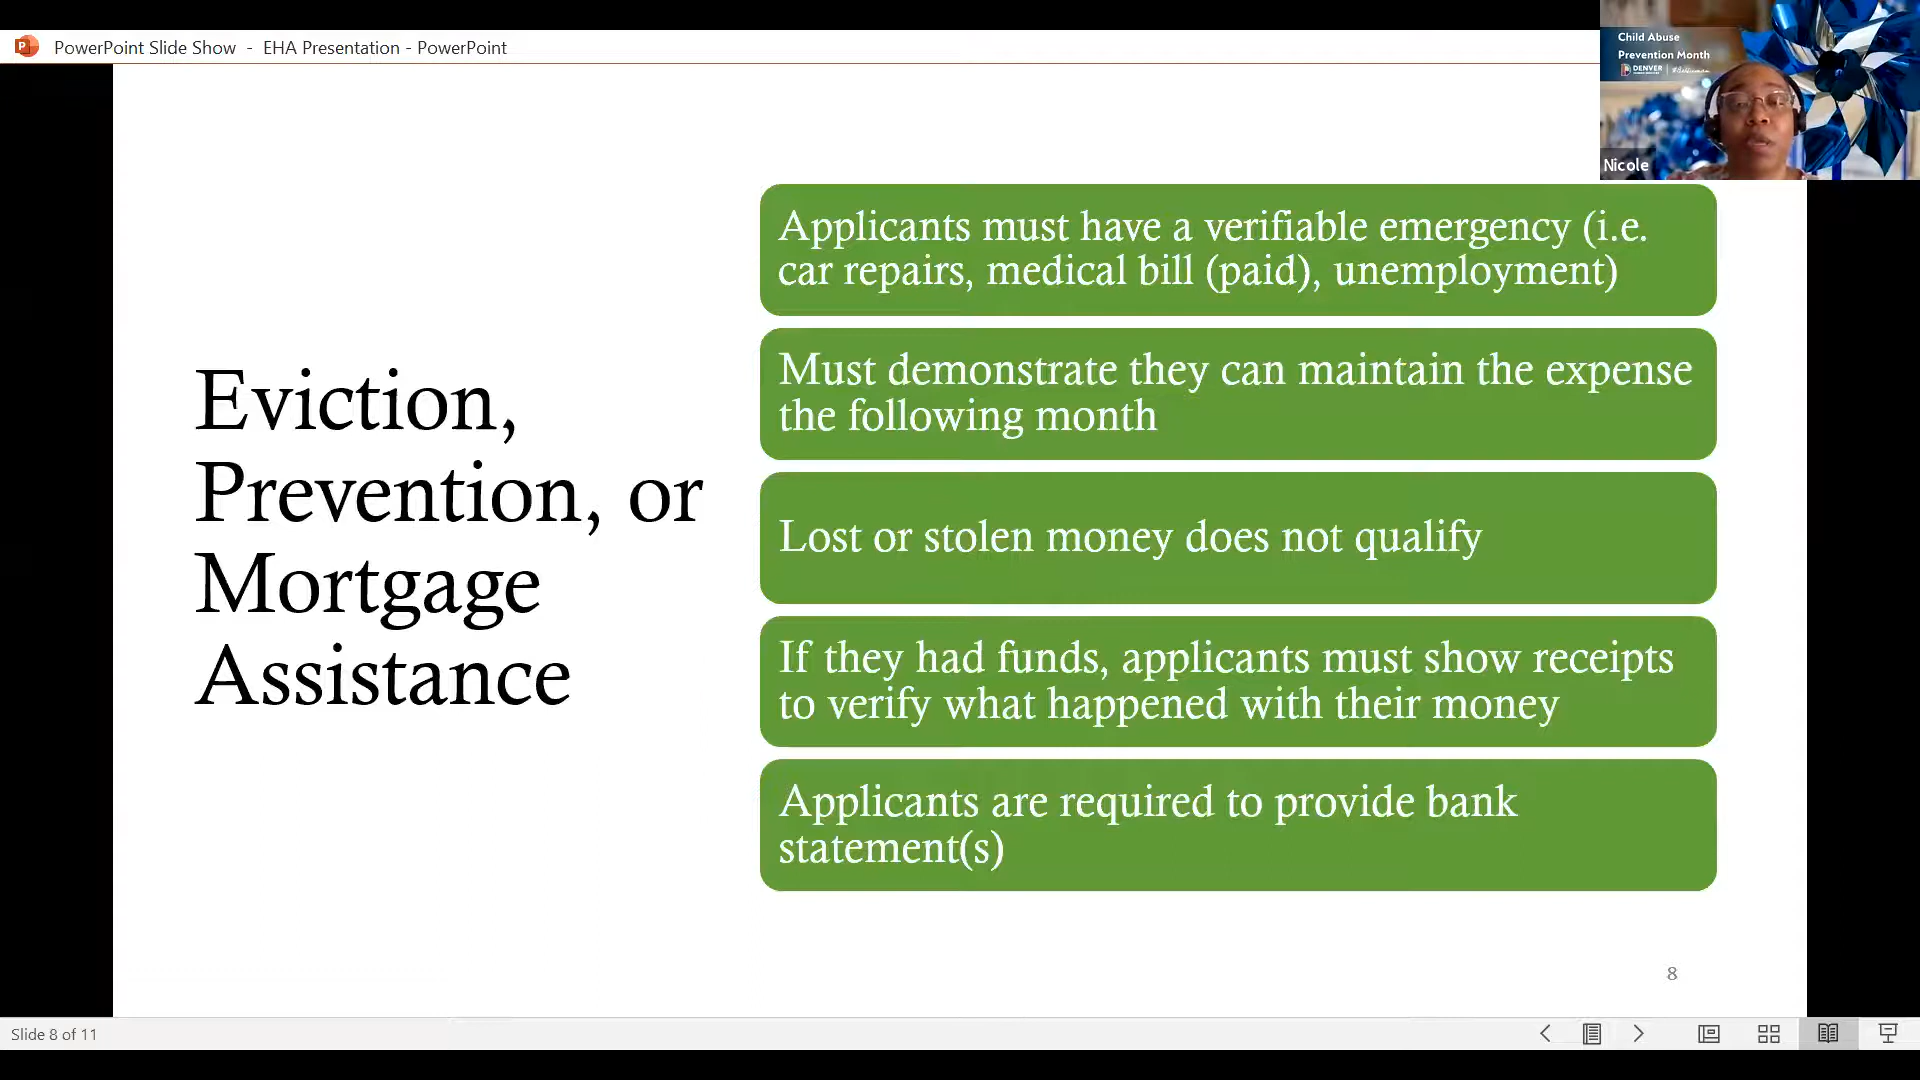 PowerPoint Slide Show - EHA Presentation - PowerPoint
Child Abuse
Prevention Month
DENVER
Nicole
Eviction,
Prevention, or
Mortgage
Assistance
Applicants must have a verifiable emergency (i.e.
car repairs, medical bill (paid), unemployment)
Must demonstrate they can maintain the expense
the following month
Lost or stolen money does not qualify
If they had funds, applicants must show receipts
to verify what happened with their money
Applicants are required to provide bank
statement(s)
8
Slide 8 of 11